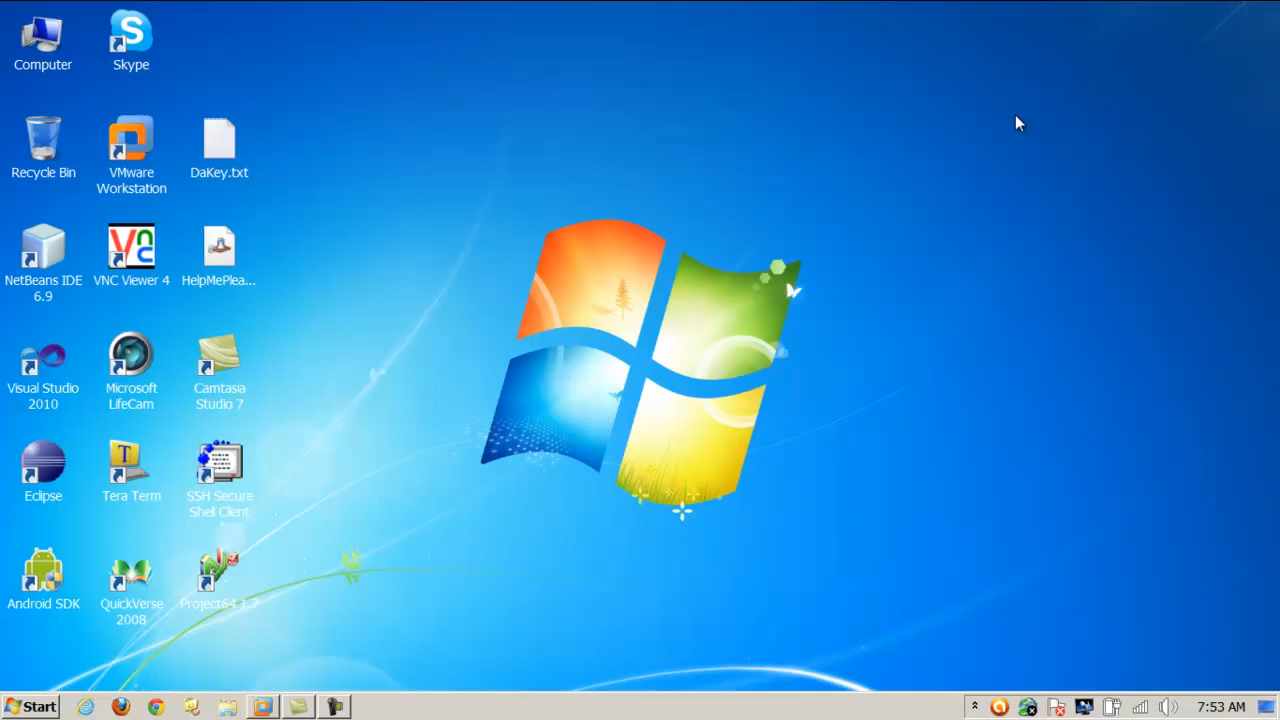 Computer
Skype
Recycle Bin
VMware
Workstation
DaKey.txt
NetBeans IDE
6.9
VNC Viewer 4
HelpMePlea...
Visual Studio
2010
Microsoft
LifeCam
Camtasia
Studio 7
Eclipse
Tera Term
SSH Secure
Shell Client
Android SDK
QuickVerse
2008
Project64 1.7
Start
7:53 AM